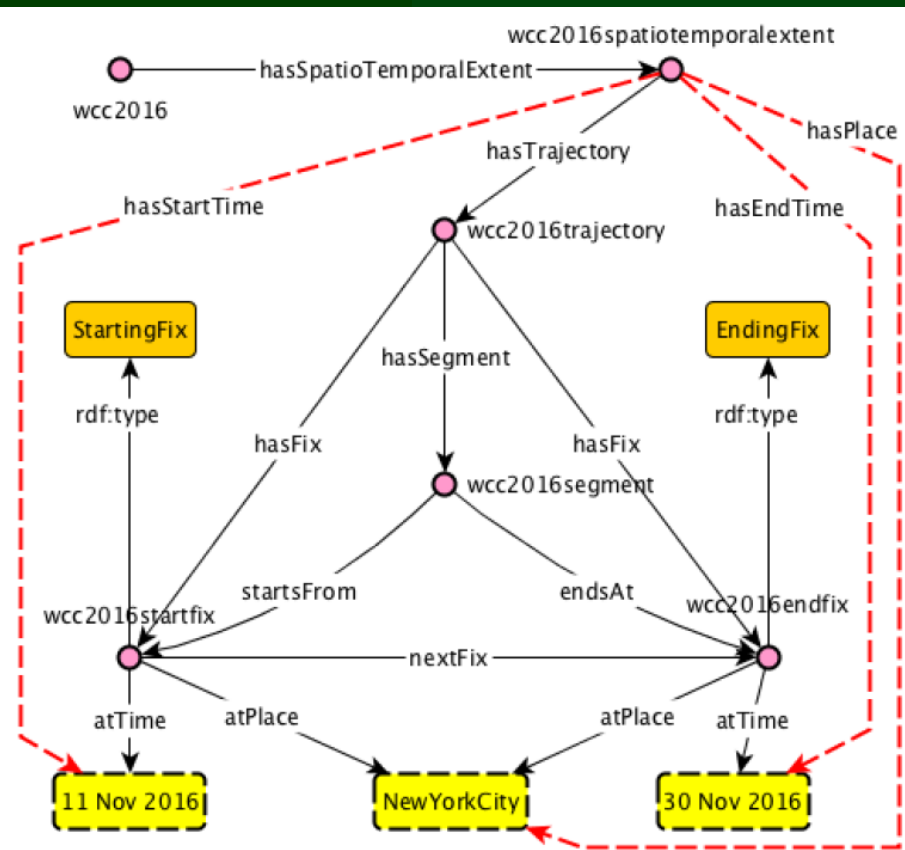 wcc2016spatiotemporalextent
hasSpatioTemporalExtent
wcc2016
hasPlace
hasTrajectory
hasStartTime
hasEndTime
wcc2016trajectory
StartingFix
EndingFix
hasSegment
rdf:type
rdf:type
hasFix
hasFix
wcc2016segment
startsFrom
endsAt
wcc2016startfix
wcc2016endfix
nextFix
atTime
atPlace
atPlace
atTime
11 Nov 2016
NewYorkCity
30 Nov 2016